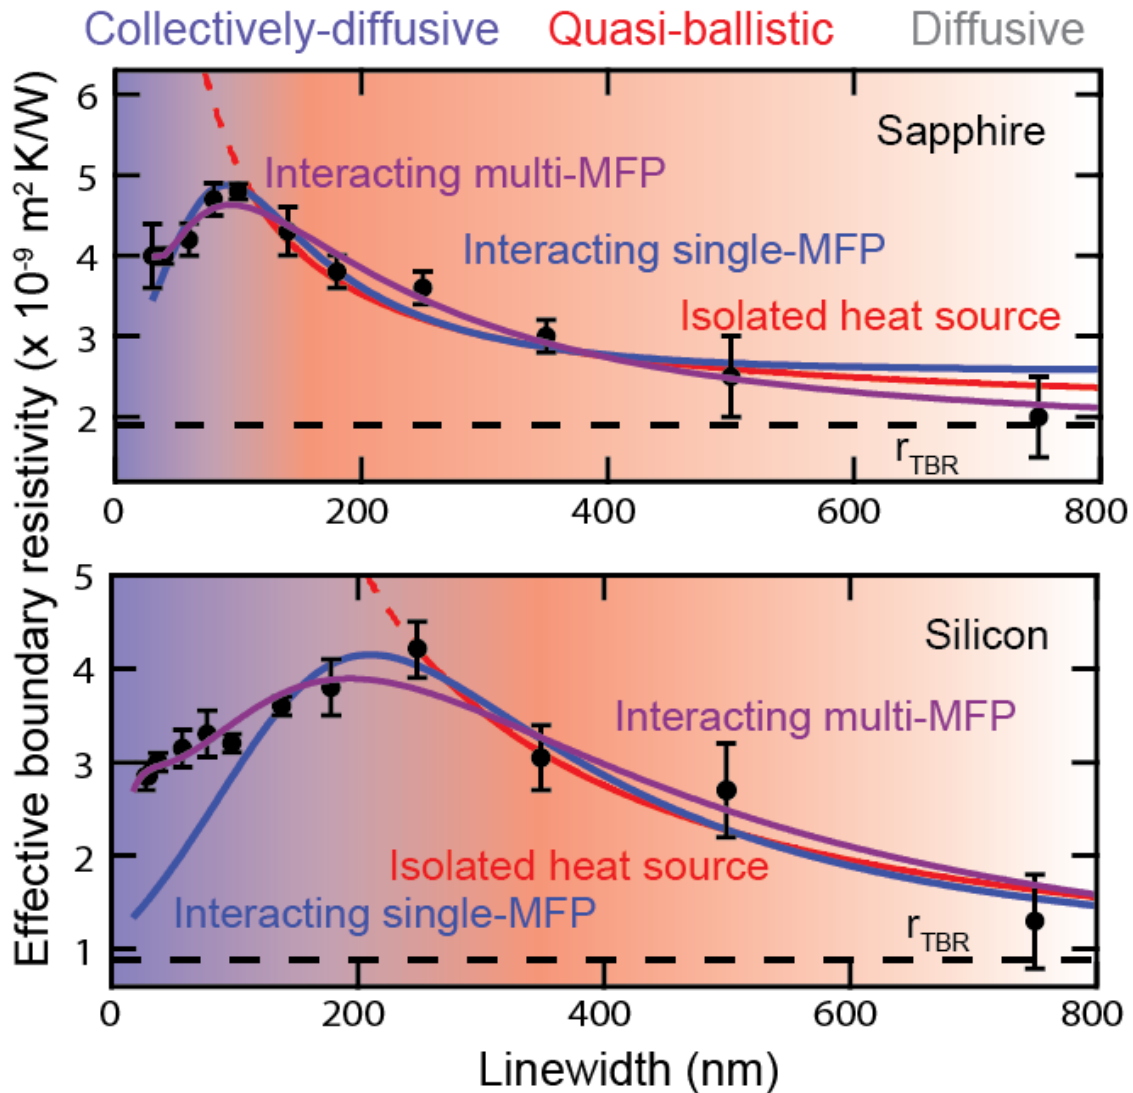 Collectively-diffusive Quasi-ballistic Diffusive
Effective boundary resistivity (x 10⁻⁹ m² K/W)
6
Sapphire
5
Interacting multi-MFP
4
Interacting single-MFP
Isolated heat source
3
2
r_TBR
0 200 400 600 800
5
Silicon
4
Interacting multi-MFP
3
2
Isolated heat source
Interacting single-MFP
r_TBR
1
0 200 400 600 800
Linewidth (nm)